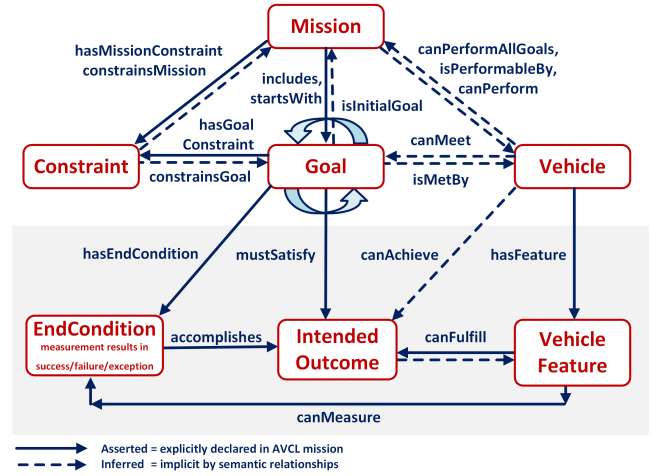 Mission
hasMissionConstraint
constrainsMission
canPerformAllGoals,
isPerformableBy,
canPerform
includes,
startsWith
isInitialGoal
hasGoal
Constraint
canMeet
Constraint
Goal
Vehicle
constrainsGoal
isMetBy
hasEndCondition
mustSatisfy
canAchieve
hasFeature
EndCondition
measurement results in
success/failure/exception
accomplishes
Intended
Outcome
canFulfill
Vehicle
Feature
canMeasure
Asserted = explicitly declared in AVCL mission
Inferred = implicit by semantic relationships